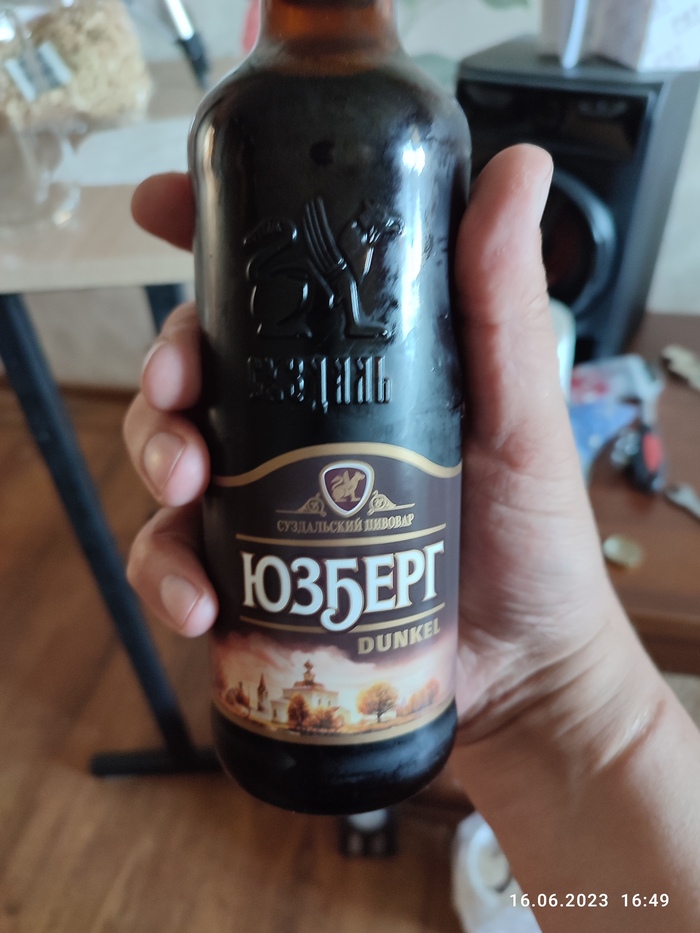 СУЗДАЛЬ
СУЗДАЛЬСКИЙ ПИВОВАР
ЮЗБЕРГ
DUNKEL
16.06.2023 16:49